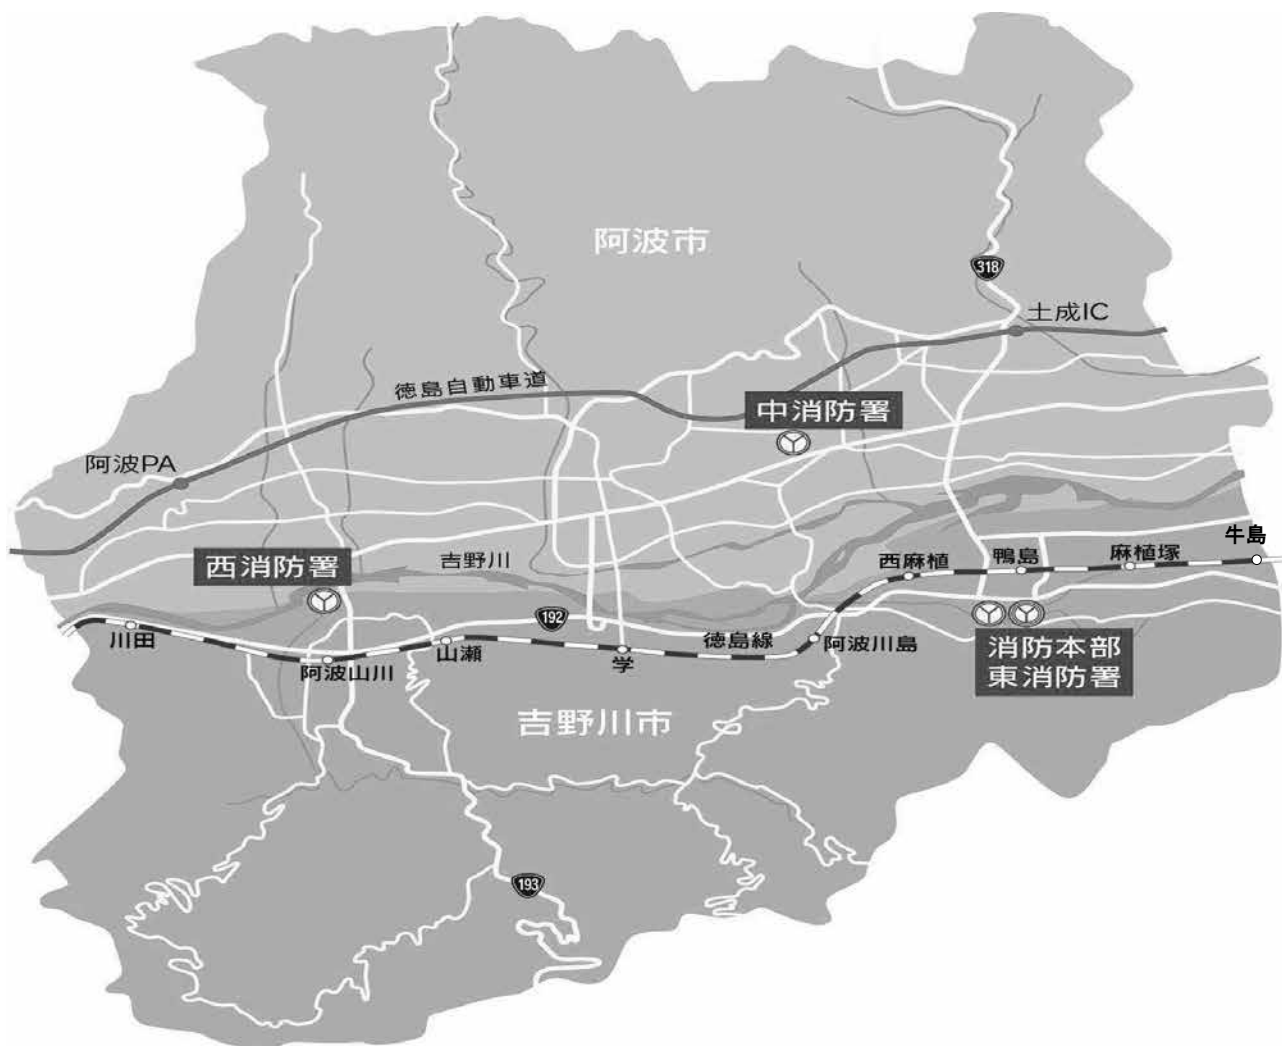 阿波市
318
土成IC
徳島自動車道
中消防署
阿波PA
牛島
西消防署
吉野川
西麻植
鴨島
麻植塚
192
川田
阿波山川
山瀬
学
徳島線
阿波川島
消防本部
東消防署
吉野川市
193